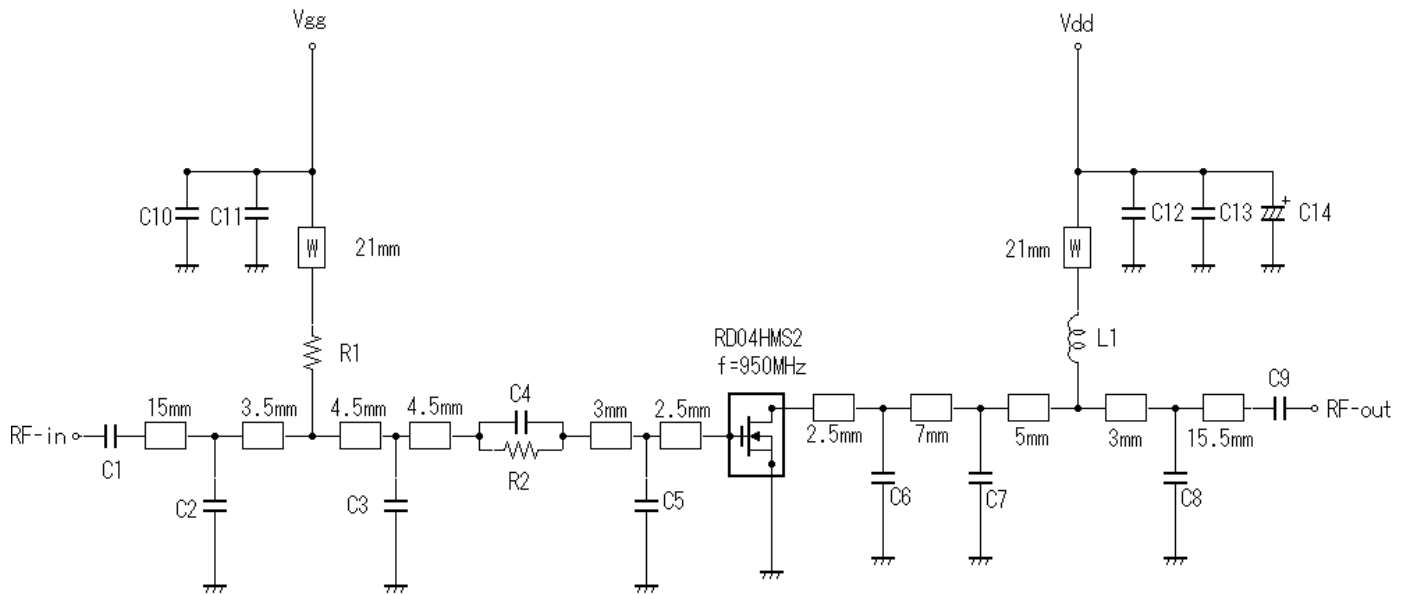 Vgg
Vdd
C10
C11
W
21mm
21mm
W
C12
C13
+
C14
R1
RD04HMS2
f=950MHz
L1
RF-in
C1
15mm
C2
3.5mm
4.5mm
C3
4.5mm
C4
R2
3mm
C5
2.5mm
2.5mm
C6
7mm
C7
5mm
3mm
C8
15.5mm
C9
RF-out